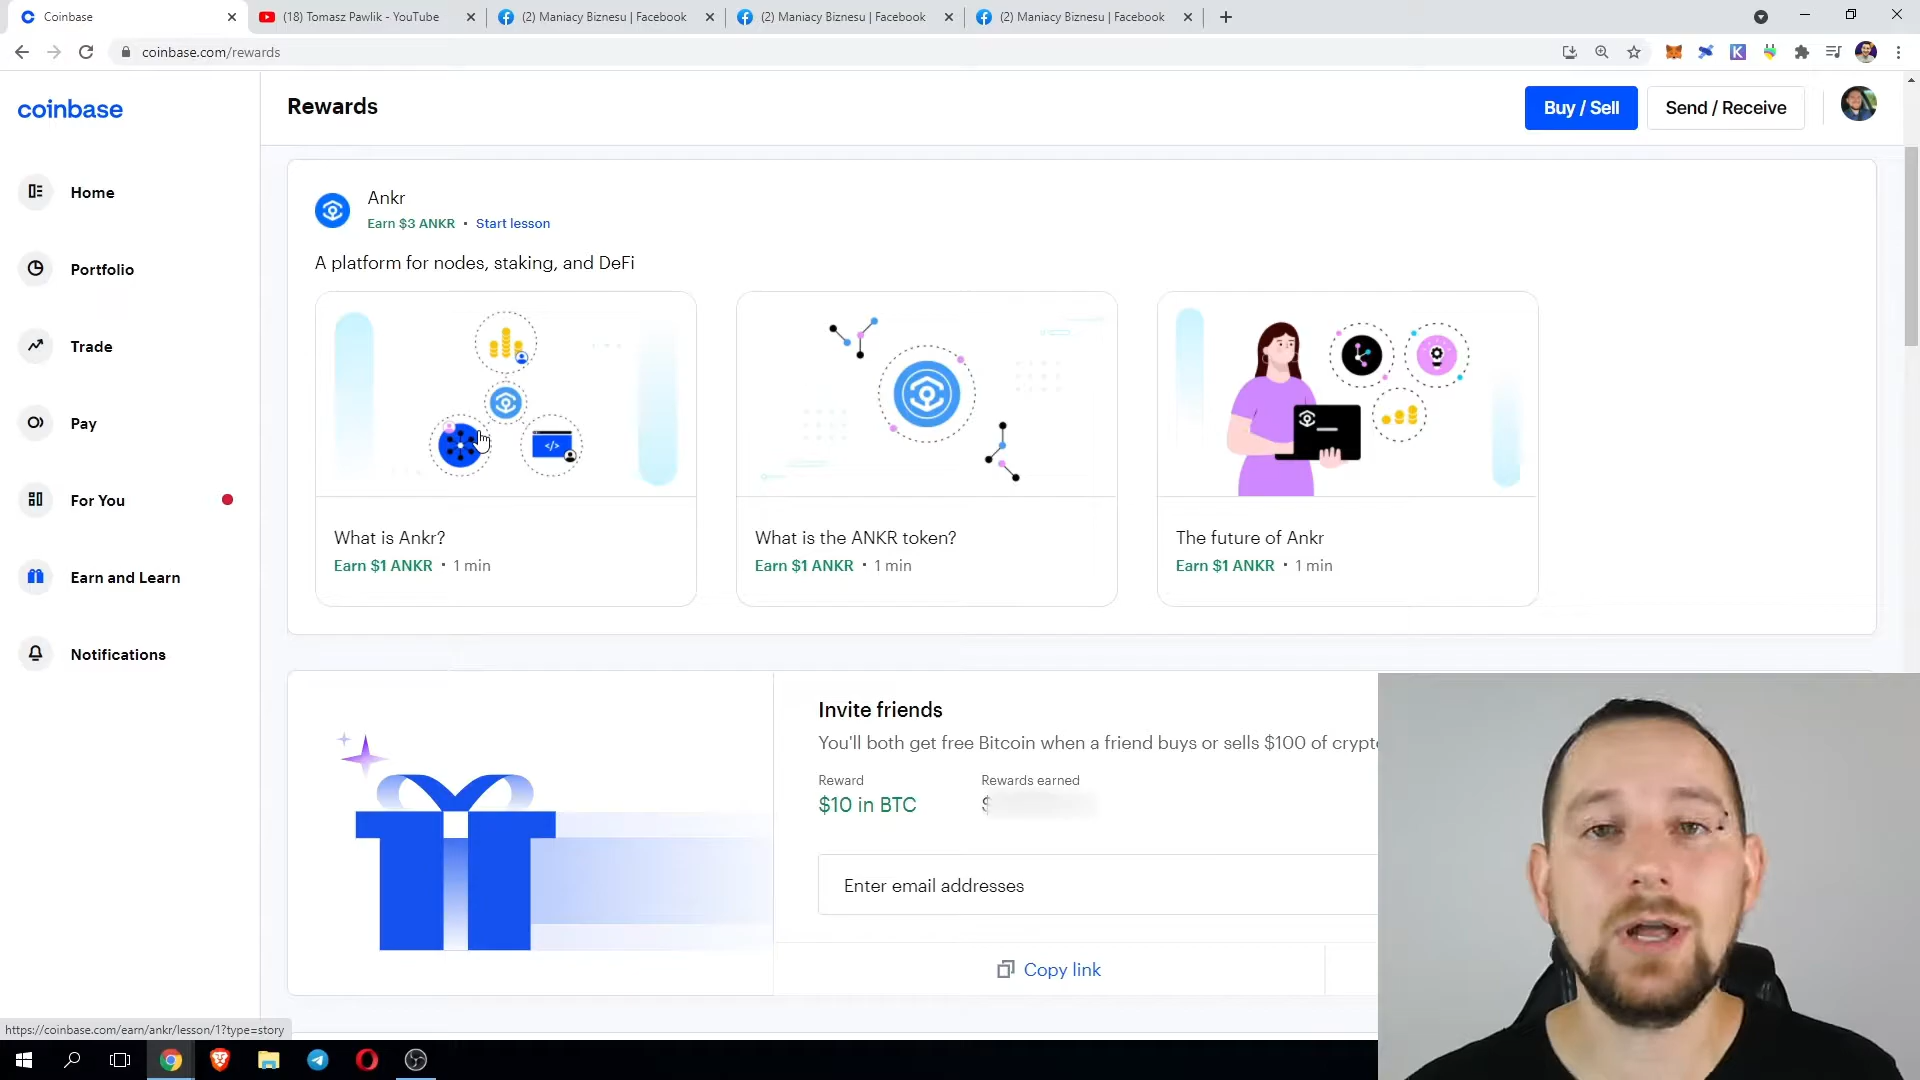 Coinbase
(18) Tomasz Pawlik - YouTube
(2) Maniacy Biznesu | Facebook
(2) Maniacy Biznesu | Facebook
(2) Maniacy Biznesu | Facebook
coinbase.com/rewards
coinbase
Rewards
Buy / Sell
Send / Receive
Home
Portfolio
Trade
Pay
For You
Earn and Learn
Notifications
Ankr
Earn $3 ANKR • Start lesson
A platform for nodes, staking, and DeFi
What is Ankr?
Earn $1 ANKR • 1 min
What is the ANKR token?
Earn $1 ANKR • 1 min
The future of Ankr
Earn $1 ANKR • 1 min
Invite friends
You'll both get free Bitcoin when a friend buys or sells $100 of crypto
Reward
$10 in BTC
Rewards earned
$
Enter email addresses
Copy link
https://coinbase.com/earn/ankr/lesson/1?type=story